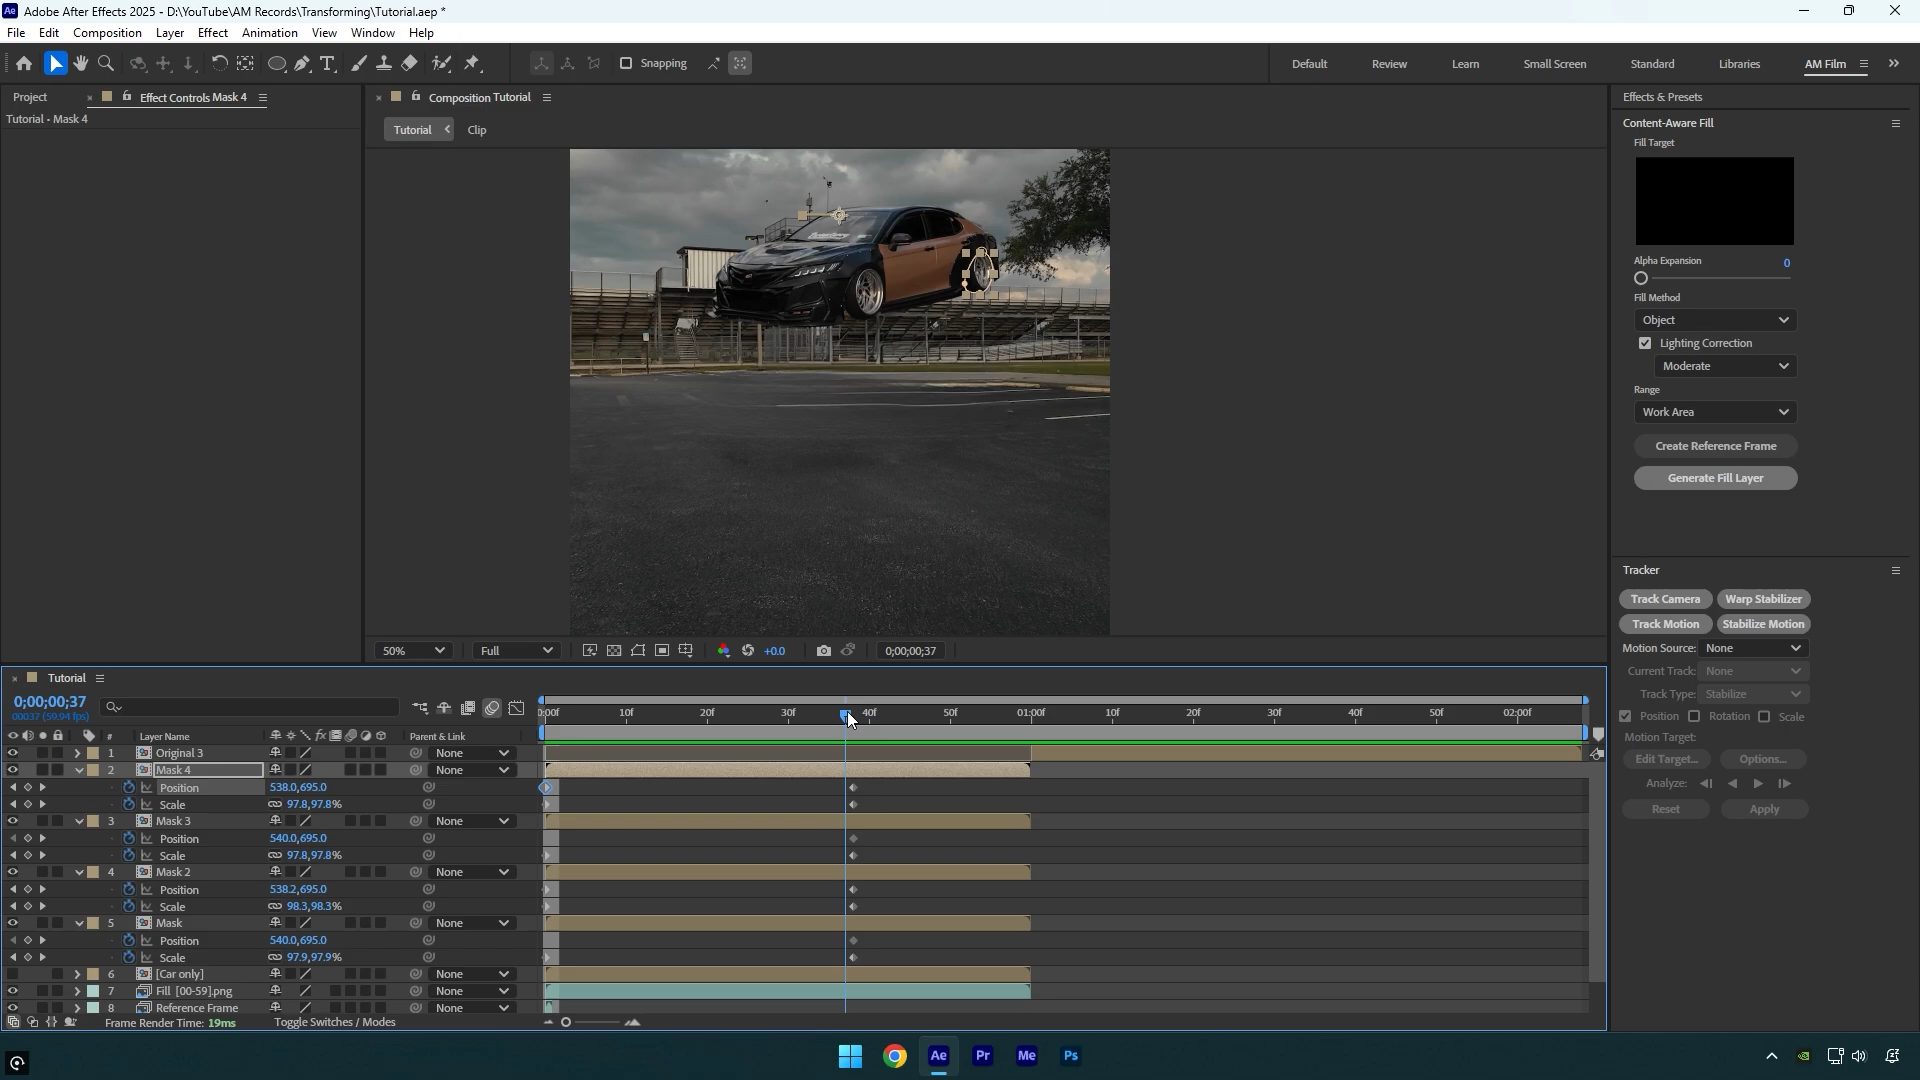 Ae Adobe After Effects 2025 - D:\YouTube\AM Records\Transforming\Tutorial.aep *
File Edit Composition Layer Effect Animation View Window Help
Snapping
Default Review Learn Small Screen Standard Libraries AM Film
Project Effect Controls Mask 4
Tutorial • Mask 4
Composition Tutorial
Tutorial Clip
Effects & Presets
Content-Aware Fill
Fill Target
Alpha Expansion 0
Fill Method
Object
Lighting Correction
Moderate
Range
Work Area
Create Reference Frame
Generate Fill Layer
50% Full +0.0 0;00;00;37
Tracker
Track Camera Warp Stabilizer
Track Motion Stabilize Motion
Motion Source: None
Current Track: None
Track Type: Stabilize
Position Rotation Scale
Motion Target:
Edit Target... Options...
Analyze:
Reset Apply
Tutorial
0;00;00;37
00037 (59.94 fps)
0:00f 10f 20f 30f 40f 50f 01:00f 10f 20f 30f 40f 50f 02:00f
# Layer Name Parent & Link
1 Original 3 None
2 Mask 4 None
Position 538.0,695.0
Scale 97.8,97.8%
3 Mask 3 None
Position 540.0,695.0
Scale 97.8,97.8%
4 Mask 2 None
Position 538.2,695.0
Scale 98.3,98.3%
5 Mask None
Position 540.0,695.0
Scale 97.9,97.9%
6 [Car only] None
7 Fill [00-59].png None
8 Reference Frame None
Frame Render Time: 19ms Toggle Switches / Modes
Ae Pr Me Ps